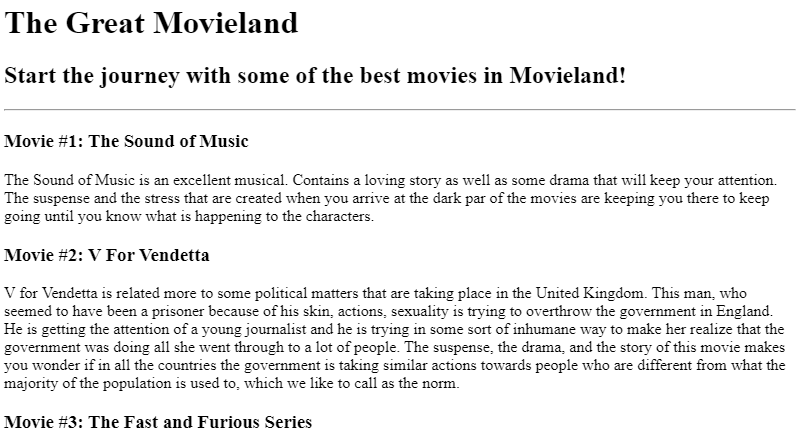 The Great Movieland
Start the journey with some of the best movies in Movieland!
Movie #1: The Sound of Music
The Sound of Music is an excellent musical. Contains a loving story as well as some drama that will keep your attention.
The suspense and the stress that are created when you arrive at the dark par of the movies are keeping you there to keep
going until you know what is happening to the characters.
Movie #2: V For Vendetta
V for Vendetta is related more to some political matters that are taking place in the United Kingdom. This man, who
seemed to have been a prisoner because of his skin, actions, sexuality is trying to overthrow the government in England.
He is getting the attention of a young journalist and he is trying in some sort of inhumane way to make her realize that the
government was doing all she went through to a lot of people. The suspense, the drama, and the story of this movie makes
you wonder if in all the countries the government is taking similar actions towards people who are different from what the
majority of the population is used to, which we like to call as the norm.
Movie #3: The Fast and Furious Series